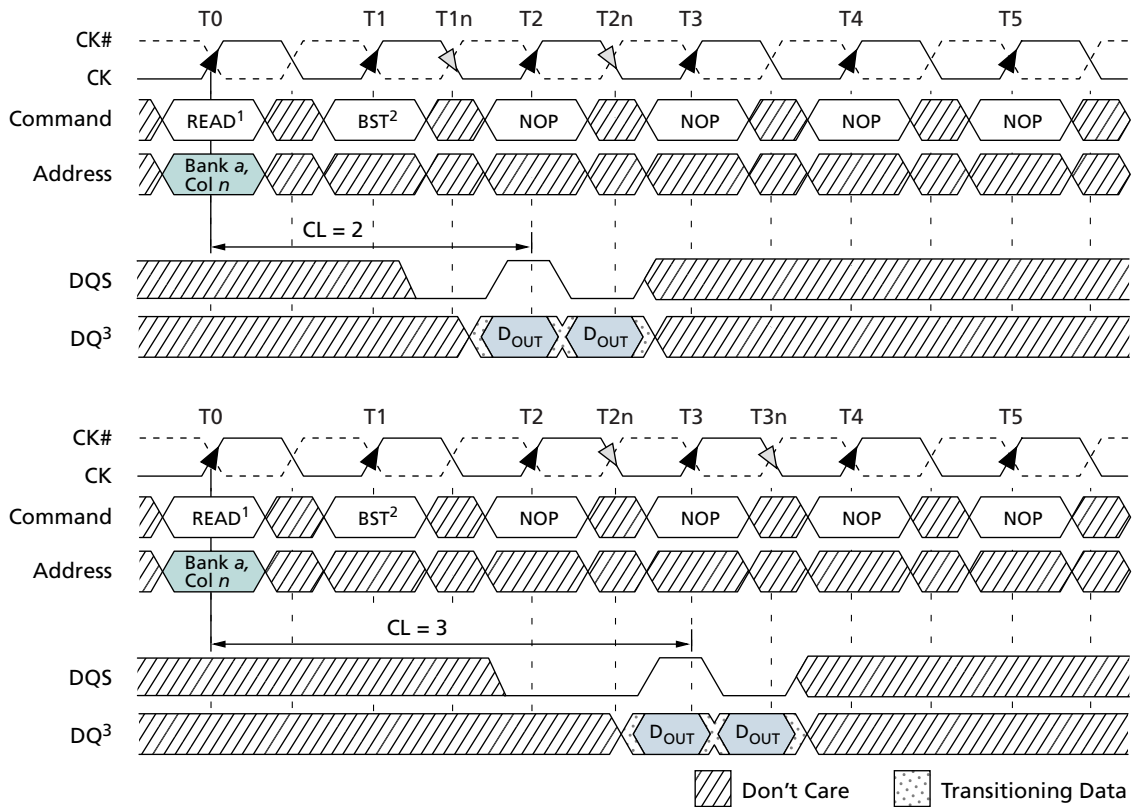 T0 T1 T1n T2 T2n T3 T4 T5
CK#
CK
Command READ¹ BST² NOP NOP NOP NOP
Address Bank a,
Col n
CL = 2
DQS
DQ³ DOUT DOUT
T0 T1 T2 T2n T3 T3n T4 T5
CK#
CK
Command READ¹ BST² NOP NOP NOP NOP
Address Bank a,
Col n
CL = 3
DQS
DQ³ DOUT DOUT
Don't Care Transitioning Data